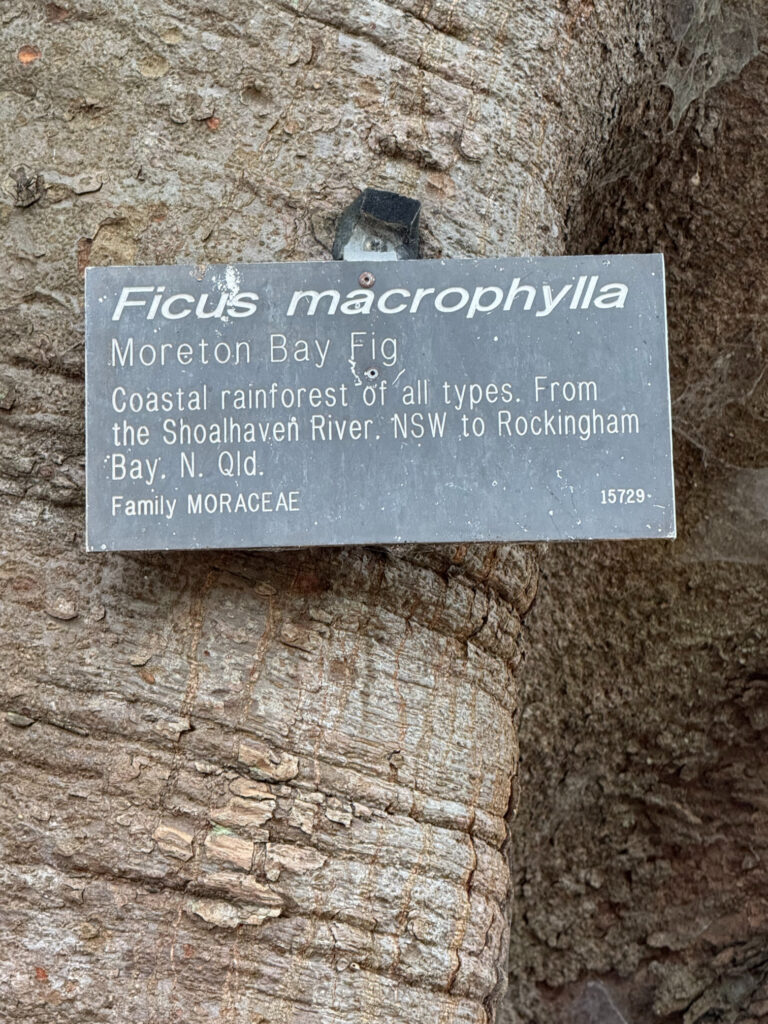 Ficus macrophylla
Moreton Bay Fig
Coastal rainforest of all types. From
the Shoalhaven River, NSW to Rockingham
Bay, N. Qld.
Family MORACEAE 15729